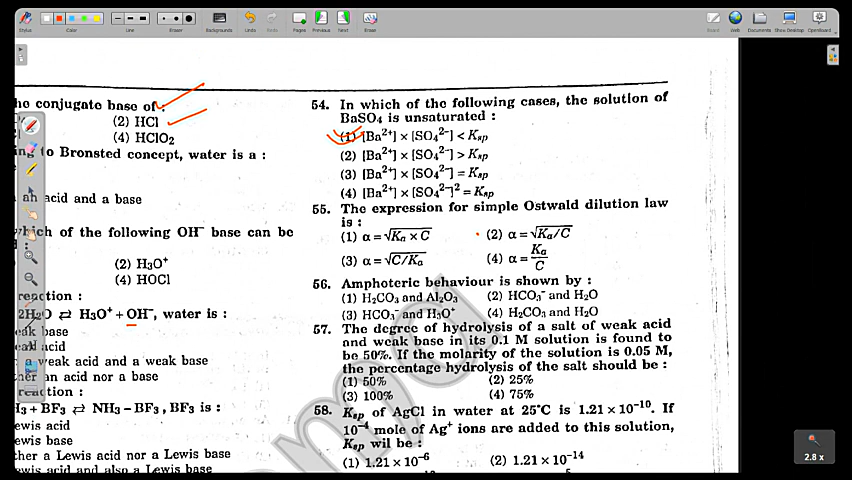 Stylus
Color
Line
Eraser
Backgrounds
Undo
Redo
Pages
Previous
Next
Erase
Board
Web
Documents
Show Desktop
OpenBoard
he conjugate base of :
(2) HCl
(4) HClO₂
ng to Bronsted concept, water is a :
an acid and a base
which of the following OH⁻ base can be
(2) H₃O⁺
(4) HOCl
reaction :
2H₂O ⇄ H₃O⁺ + OH⁻, water is :
eak base
eak acid
a weak acid and a weak base
her an acid nor a base
reaction :
H₃ + BF₃ ⇄ NH₃ – BF₃, BF₃ is :
ewis acid
ewis base
ther a Lewis acid nor a Lewis base
ewis acid and also a Lewis base
54. In which of the following cases, the solution of
BaSO₄ is unsaturated :
(1) [Ba²⁺] × [SO₄²⁻] < Kₛₚ
(2) [Ba²⁺] × [SO₄²⁻] > Kₛₚ
(3) [Ba²⁺] × [SO₄²⁻] = Kₛₚ
(4) [Ba²⁺] × [SO₄²⁻]² = Kₛₚ
55. The expression for simple Ostwald dilution law
is :
(1) α = √Kₐ × C (2) α = √Kₐ/C
(3) α = √C/Kₐ (4) α = Kₐ/C
56. Amphoteric behaviour is shown by :
(1) H₂CO₃ and Al₂O₃ (2) HCO₃⁻ and H₂O
(3) HCO₃⁻ and H₃O⁺ (4) H₂CO₃ and H₂O
57. The degree of hydrolysis of a salt of weak acid
and weak base in its 0.1 M solution is found to
be 50%. If the molarity of the solution is 0.05 M,
the percentage hydrolysis of the salt should be :
(1) 50% (2) 25%
(3) 100% (4) 75%
58. Kₛₚ of AgCl in water at 25°C is 1.21 × 10⁻¹⁰. If
10⁻⁴ mole of Ag⁺ ions are added to this solution,
Kₛₚ wil be :
(1) 1.21 × 10⁻⁶ (2) 1.21 × 10⁻¹⁴
2.8 x